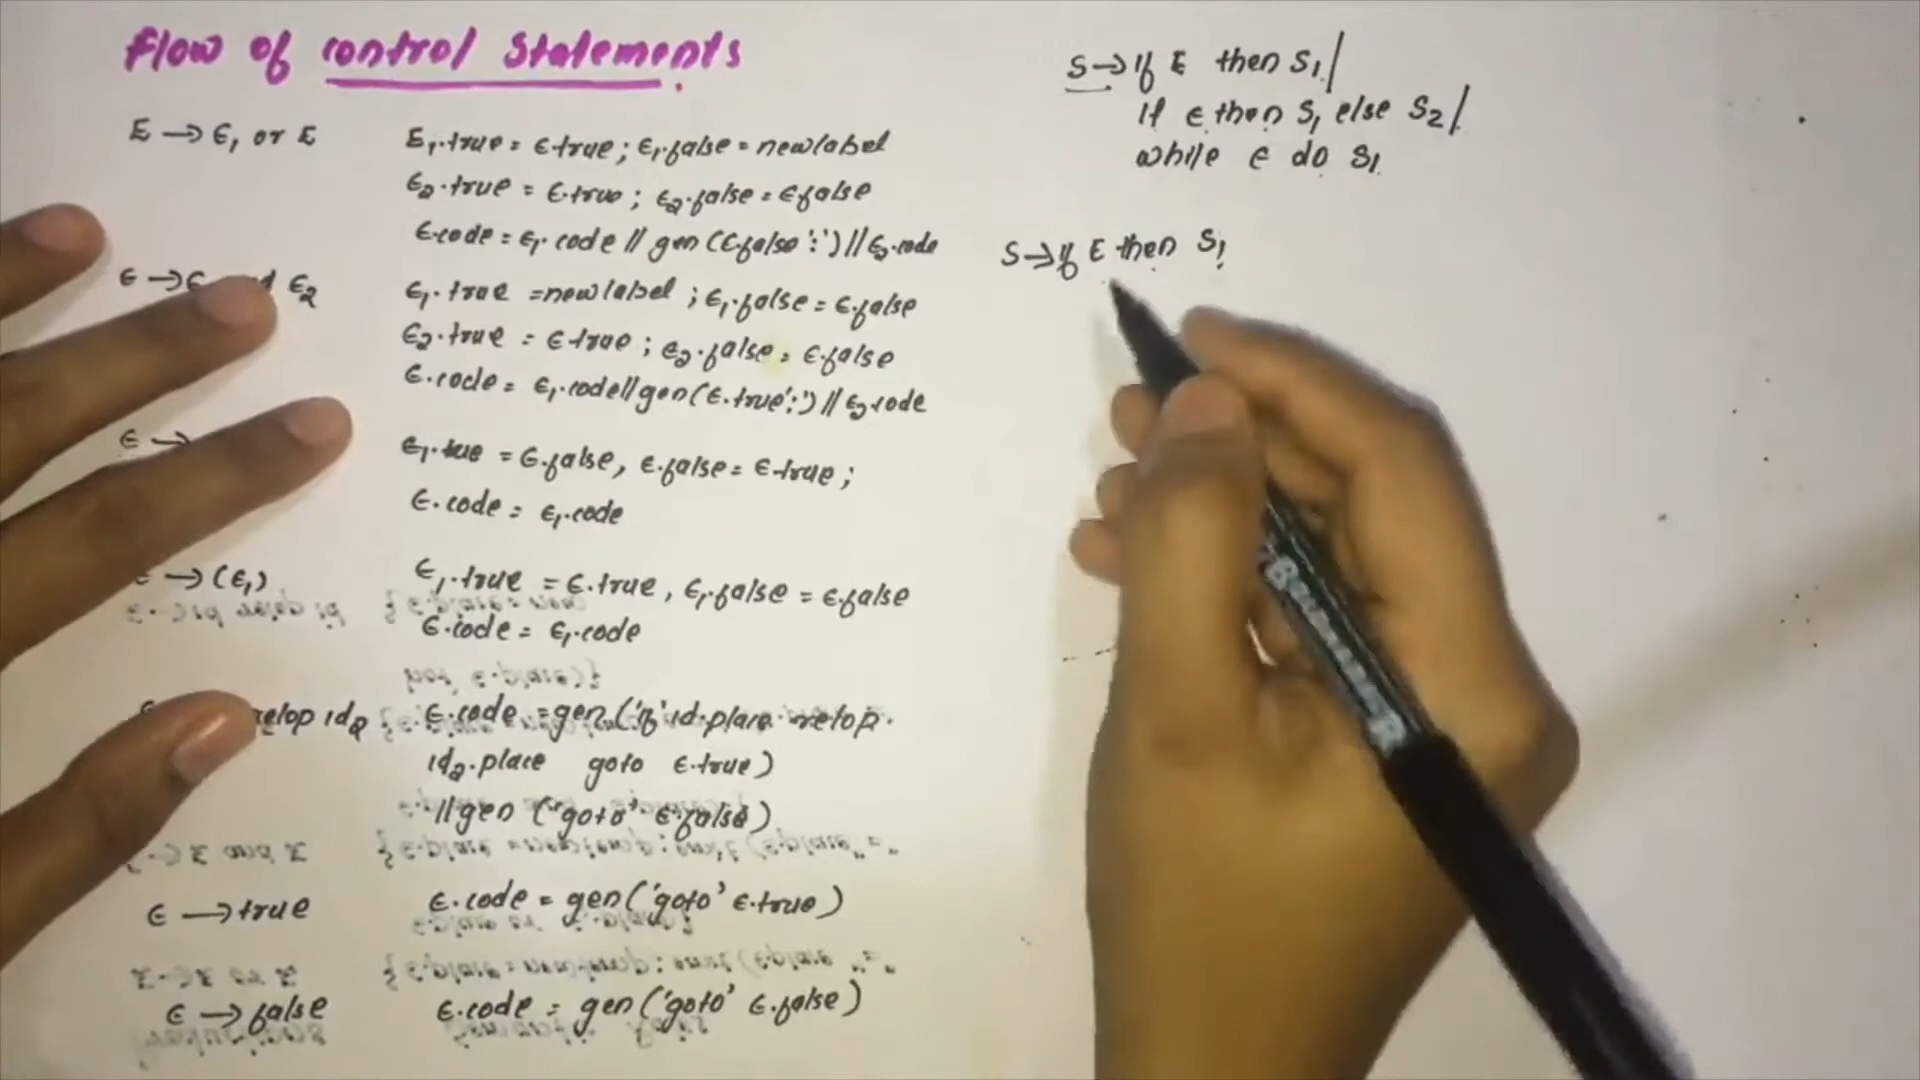 Flow of control Statements
E → E1 or E
E1.true = E.true ; E1.false = newlabel
E2.true = E.true ; E2.false = E.false
E.code = E1.code // gen (E.false ':') // E2.code
E → E2
E1.true = newlabel ; E1.false = E.false
E2.true = E.true ; E2.false = E.false
E.code = E1.code // gen (E.true ':') // E2.code
E →
E1.true = E.false, E.false = E.true ;
E.code = E1.code
E → (E1)
E1.true = E.true , E1.false = E.false
E.code = E1.code
relop id2
E.code = gen ('if' id.place relop.
id2.place goto E.true)
// gen ('goto' E.false)
E → true
E.code = gen ('goto' E.true)
E → false
E.code = gen ('goto' E.false)
S → if E then S1 |
If E then S1 else S2 |
while E do S1
S → if E then S1